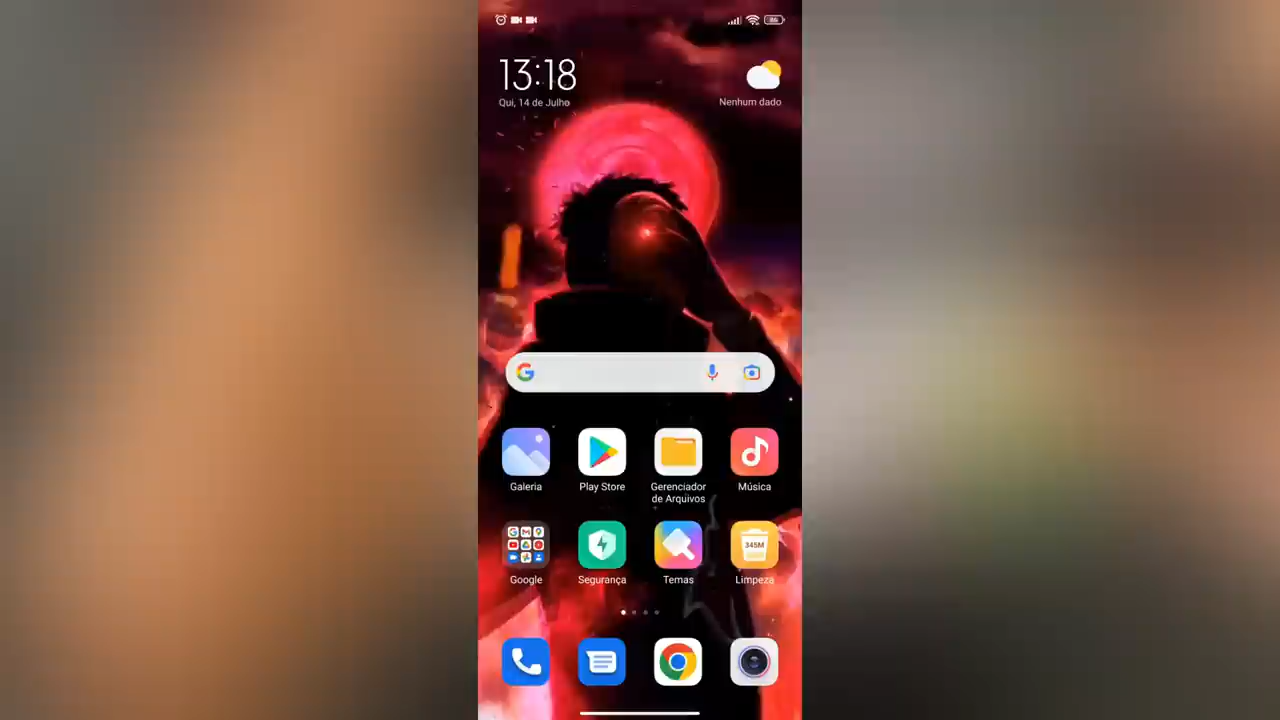 86
13:18
Qui, 14 de Julho
Nenhum dado
Galeria
Play Store
Gerenciador
de Arquivos
Música
345M
Google
Segurança
Temas
Limpeza